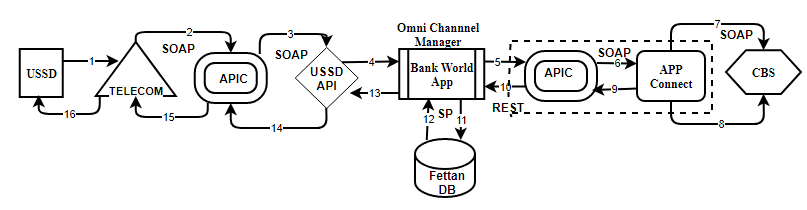 Omni Channnel
Manager
2
3
7
SOAP
SOAP
SOAP
SOAP
USSD
1
TELECOM
APIC
USSD
API
4
Bank World
App
5
APIC
6
APP
Connect
CBS
16
15
14
13
10
9
8
REST
12
SP
11
Fettan
DB